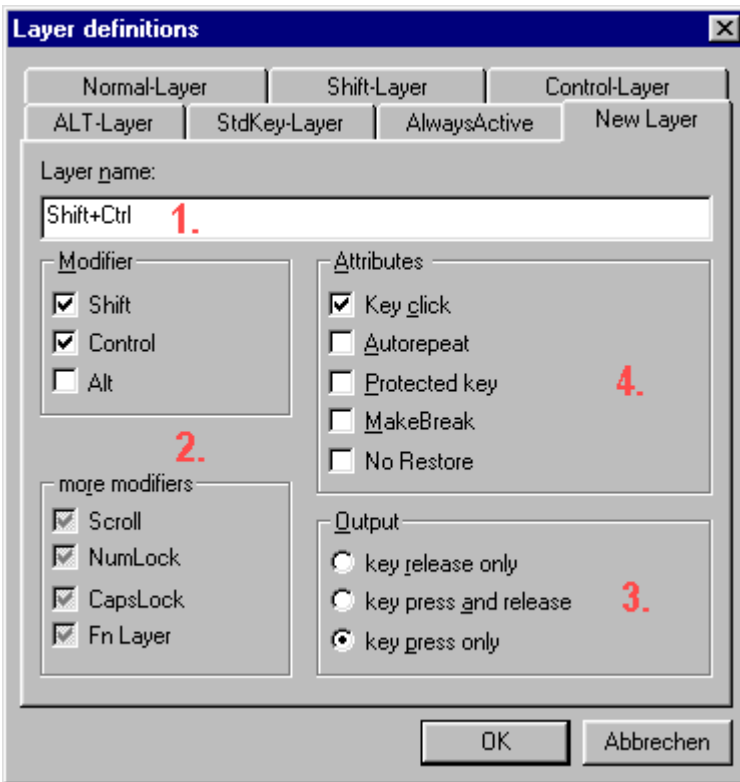 Layer definitions
Normal-Layer Shift-Layer Control-Layer
ALT-Layer StdKey-Layer AlwaysActive New Layer
Layer name:
Shift+Ctrl 1.
Modifier
Shift
Control
Alt
2.
more modifiers
Scroll
NumLock
CapsLock
Fn Layer
Attributes
Key click
Autorepeat
Protected key
MakeBreak
No Restore
4.
Output
key release only
key press and release
key press only
3.
OK Abbrechen